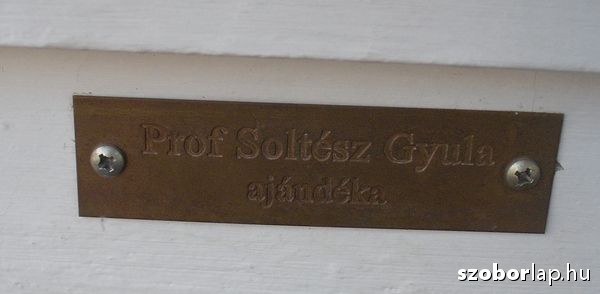 Prof Soltész Gyula
ajándéka
szoborlap.hu